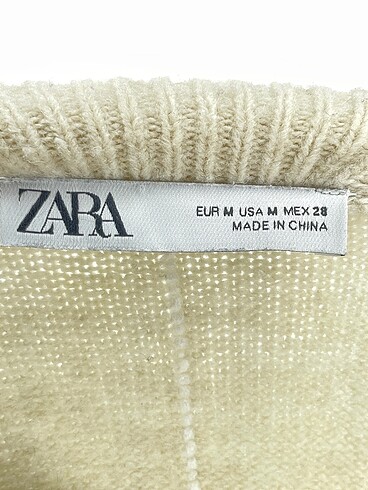 ZARA
EUR M USA M MEX 28
MADE IN CHINA